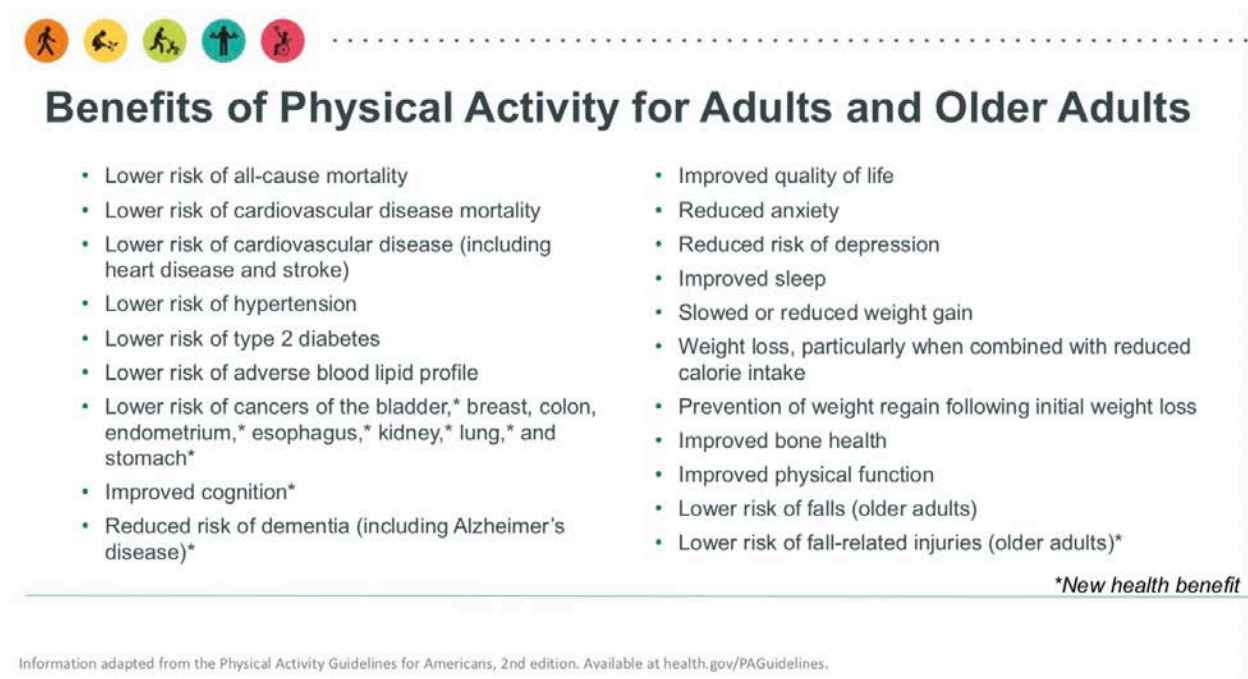 Benefits of Physical Activity for Adults and Older Adults
• Lower risk of all-cause mortality
• Lower risk of cardiovascular disease mortality
• Lower risk of cardiovascular disease (including
heart disease and stroke)
• Lower risk of hypertension
• Lower risk of type 2 diabetes
• Lower risk of adverse blood lipid profile
• Lower risk of cancers of the bladder,* breast, colon,
endometrium,* esophagus,* kidney,* lung,* and
stomach*
• Improved cognition*
• Reduced risk of dementia (including Alzheimer's
disease)*
• Improved quality of life
• Reduced anxiety
• Reduced risk of depression
• Improved sleep
• Slowed or reduced weight gain
• Weight loss, particularly when combined with reduced
calorie intake
• Prevention of weight regain following initial weight loss
• Improved bone health
• Improved physical function
• Lower risk of falls (older adults)
• Lower risk of fall-related injuries (older adults)*
*New health benefit
Information adapted from the Physical Activity Guidelines for Americans, 2nd edition. Available at health.gov/PAGuidelines.